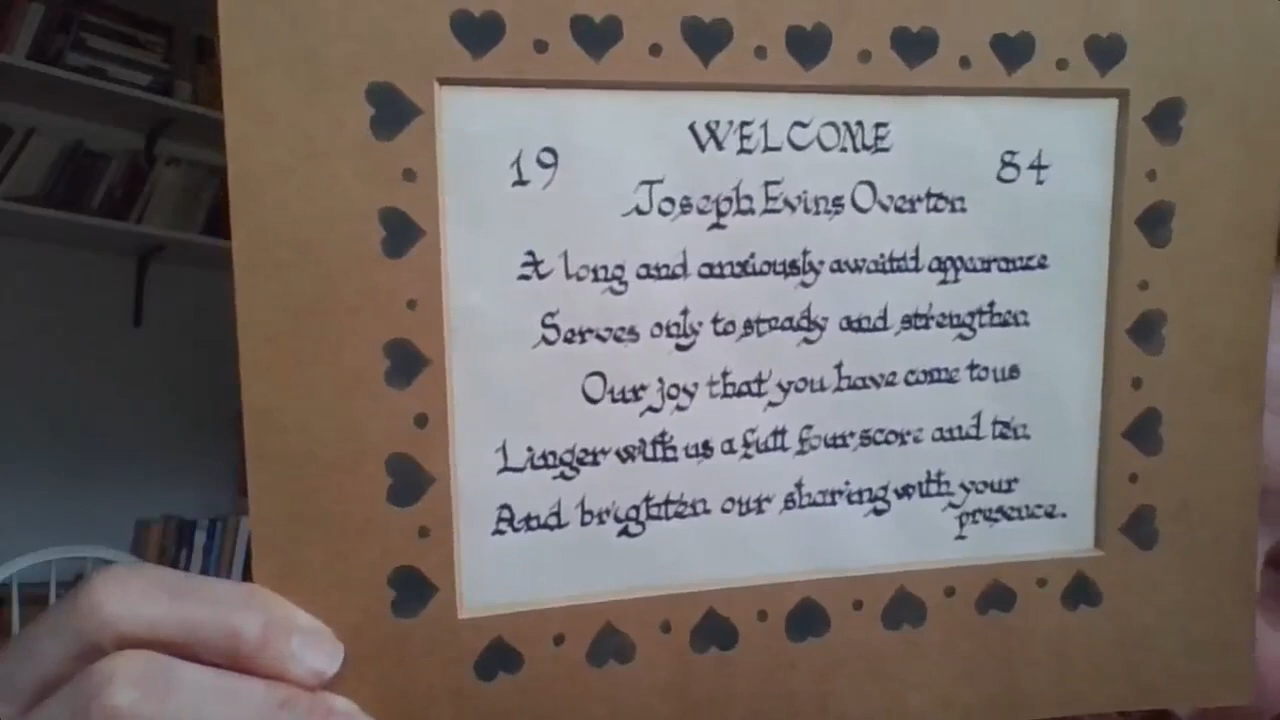 WELCOME
19 84
Joseph Evins Overton
A long and anxiously awaited appearance
Serves only to steady and strengthen
Our joy that you have come to us
Linger with us a full four score and ten
And brighten our sharing with your
presence.